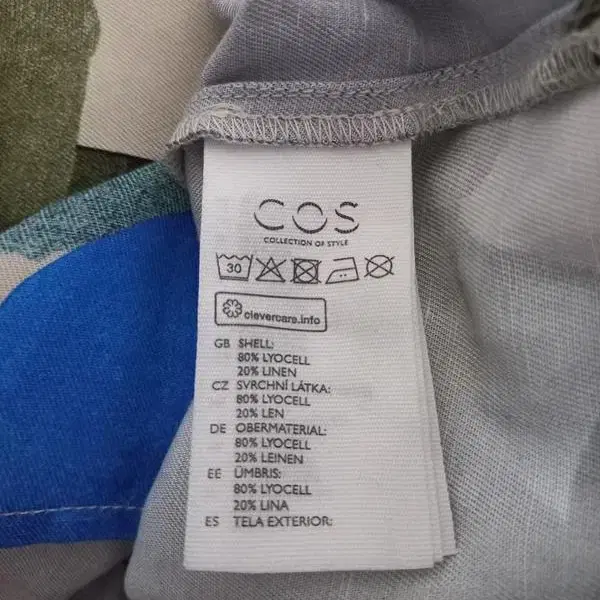 COS
COLLECTION OF STYLE
30
clevercare.info
GB SHELL:
80% LYOCELL
20% LINEN
CZ SVRCHNÍ LÁTKA:
80% LYOCELL
20% LEN
DE OBERMATERIAL:
80% LYOCELL
20% LEINEN
EE ÜMBRIS:
80% LYOCELL
20% LINA
ES TELA EXTERIOR: